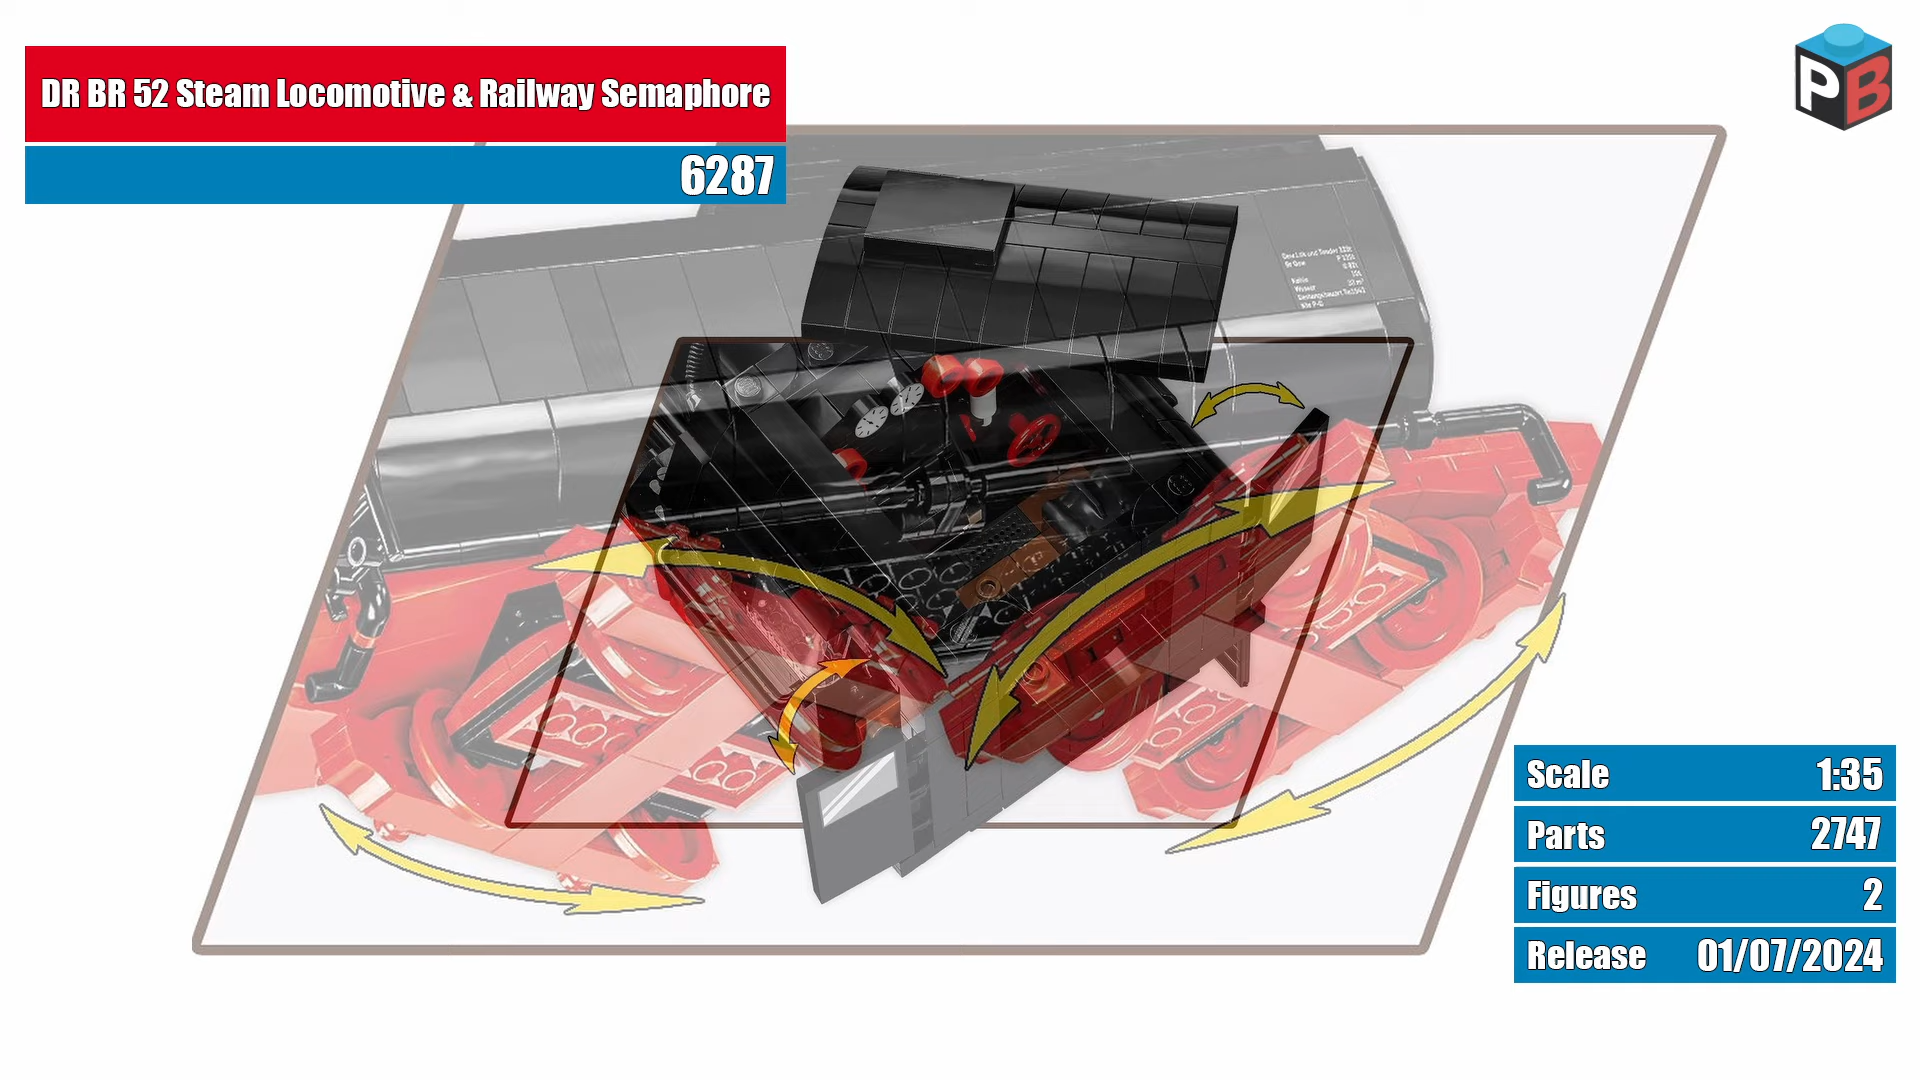 DR BR 52 Steam Locomotive & Railway Semaphore
6287
PB
Scale 1:35
Parts 2747
Figures 2
Release 01/07/2024